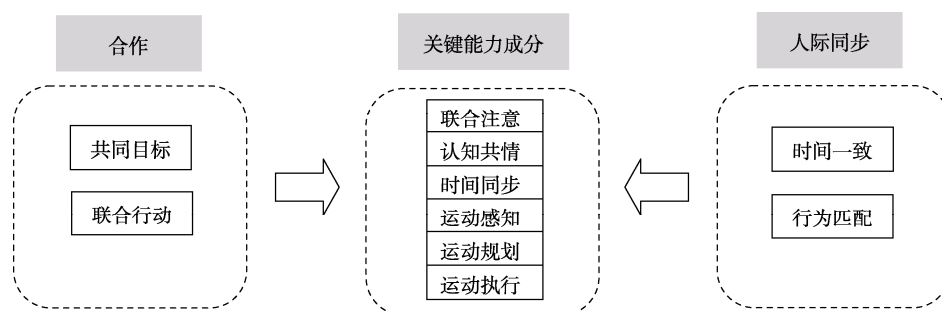 合作
关键能力成分
人际同步
共同目标
联合行动
联合注意
认知共情
时间同步
运动感知
运动规划
运动执行
时间一致
行为匹配